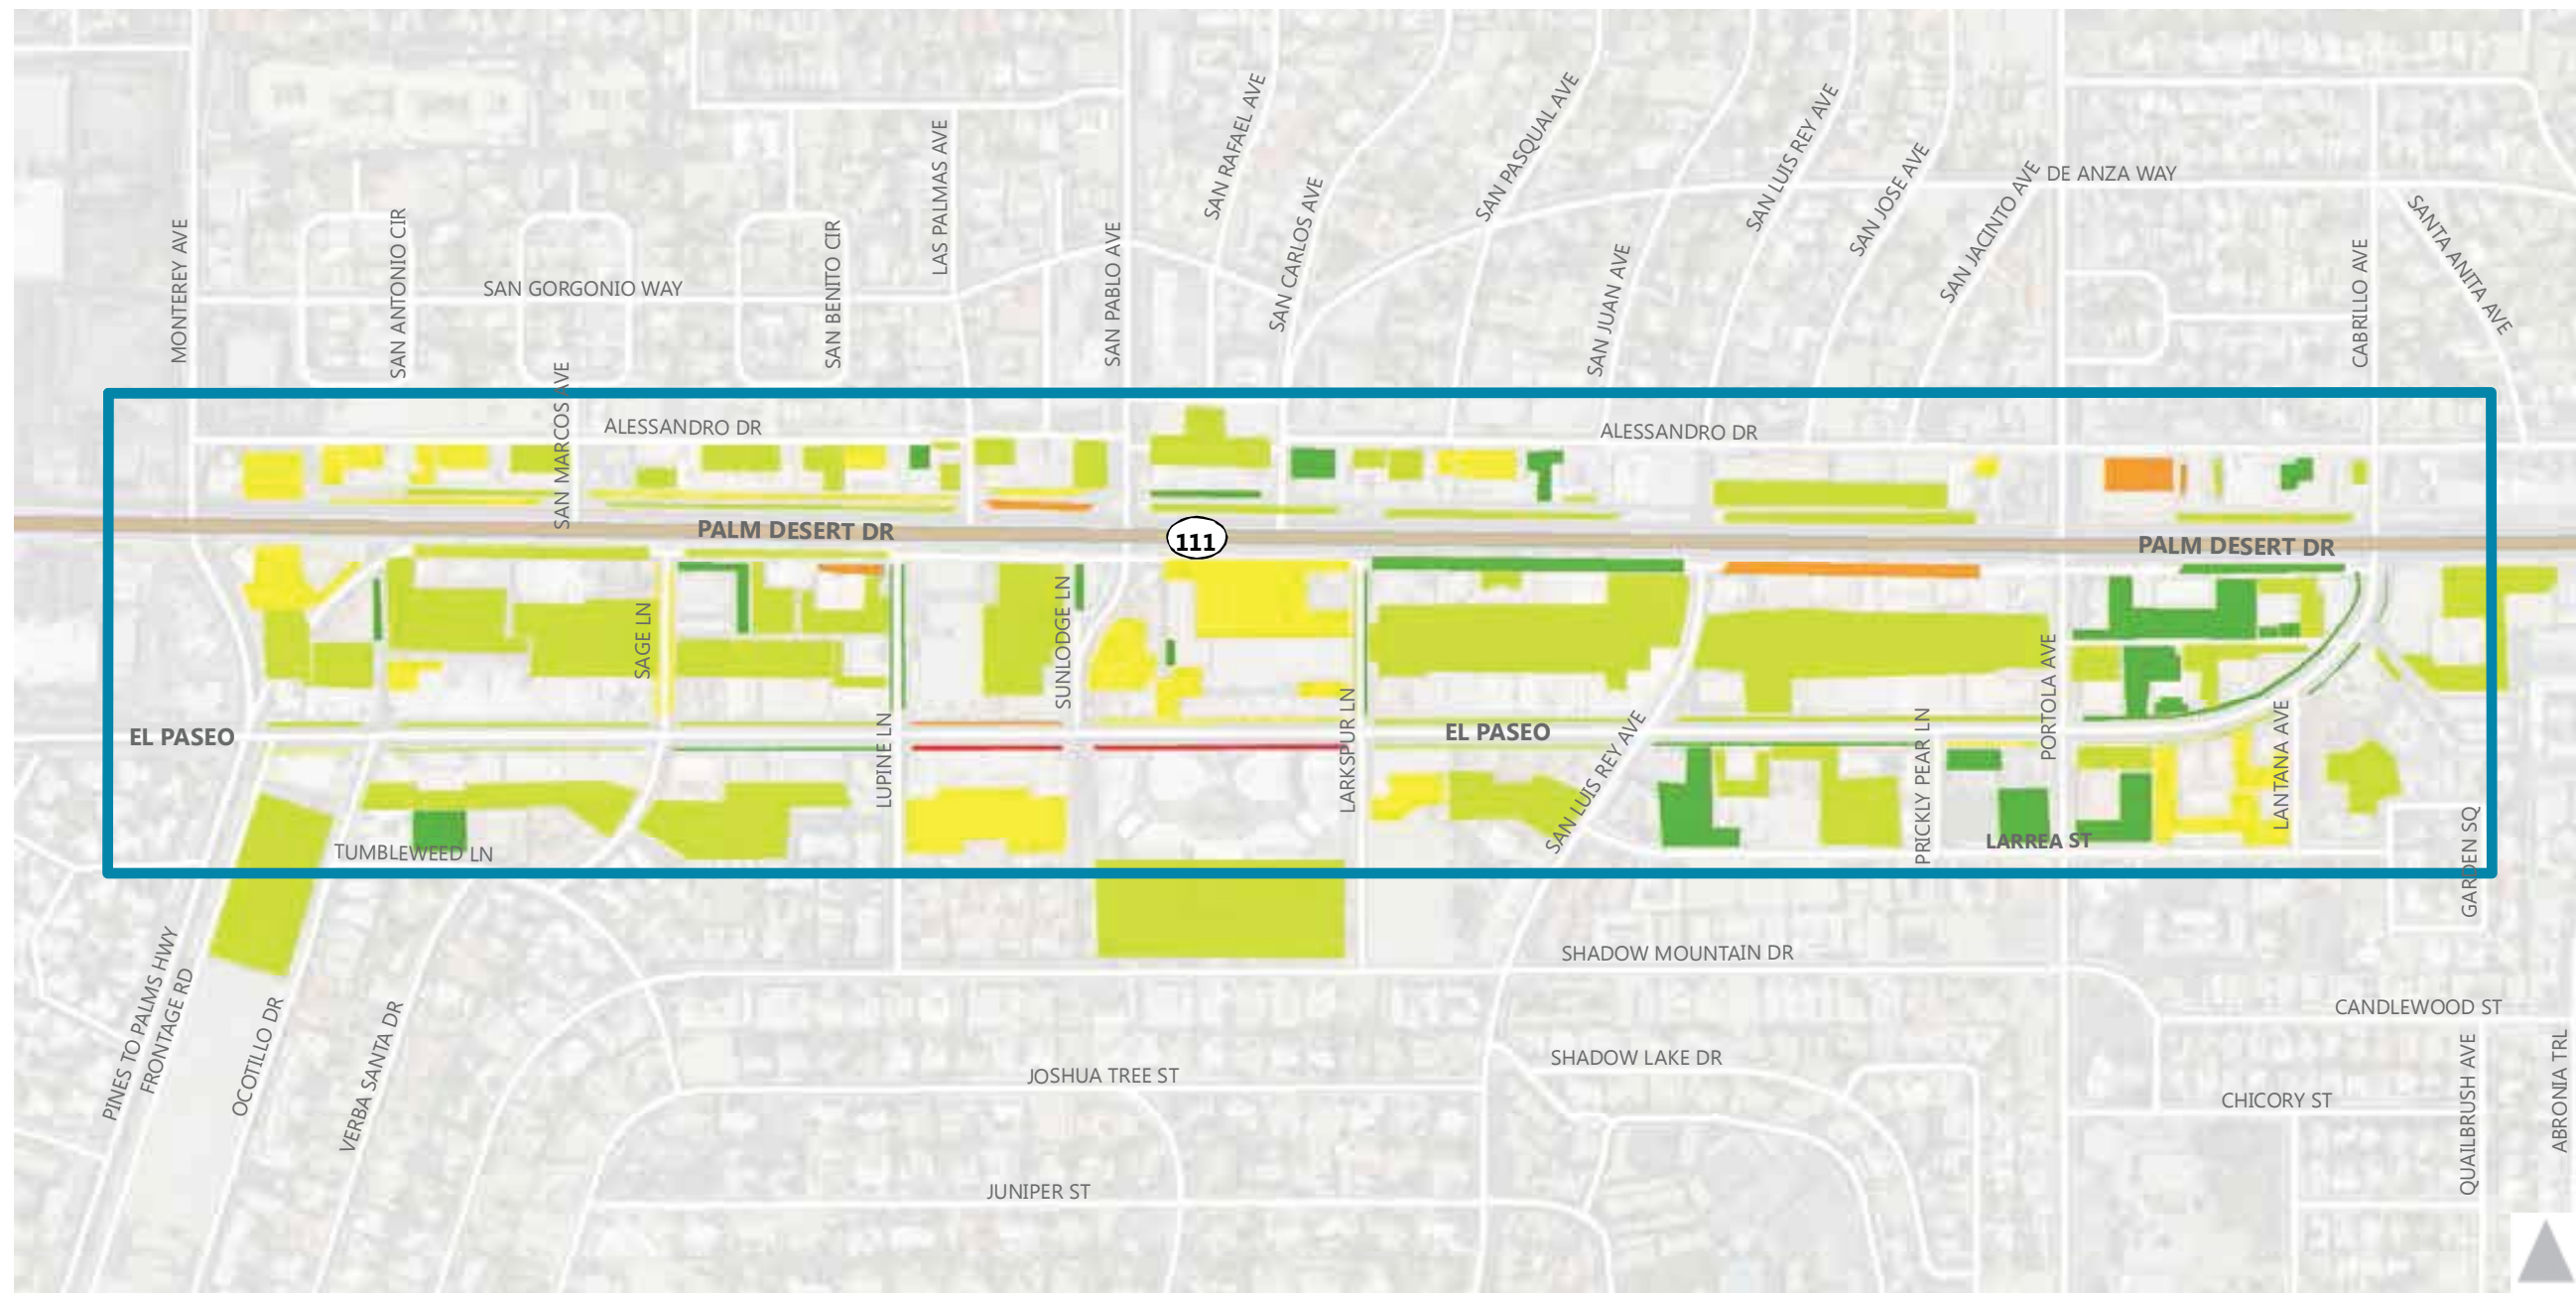 SAN RAFAEL AVE
SAN PASQUAL AVE
SAN LUIS REY AVE
LAS PALMAS AVE
SAN JOSE AVE
SAN JACINTO AVE
DE ANZA WAY
SAN CARLOS AVE
SANTA ANITA AVE
MONTEREY AVE
SAN ANTONIO CIR
SAN GORGONIO WAY
SAN BENITO CIR
SAN PABLO AVE
SAN JUAN AVE
CABRILLO AVE
SAN MARCOS AVE
ALESSANDRO DR
ALESSANDRO DR
PALM DESERT DR
111
PALM DESERT DR
SAGE LN
SUNLODGE LN
PORTOLA AVE
EL PASEO
LUPINE LN
LARKSPUR LN
EL PASEO
SAN LUIS REY AVE
PRICKLY PEAR LN
LANTANA AVE
TUMBLEWEED LN
LARREA ST
GARDEN SQ
PINES TO PALMS HWY
FRONTAGE RD
OCOTILLO DR
VERBA SANTA DR
SHADOW MOUNTAIN DR
CANDLEWOOD ST
JOSHUA TREE ST
SHADOW LAKE DR
CHICORY ST
QUAILBRUSH AVE
ABRONIA TRL
JUNIPER ST